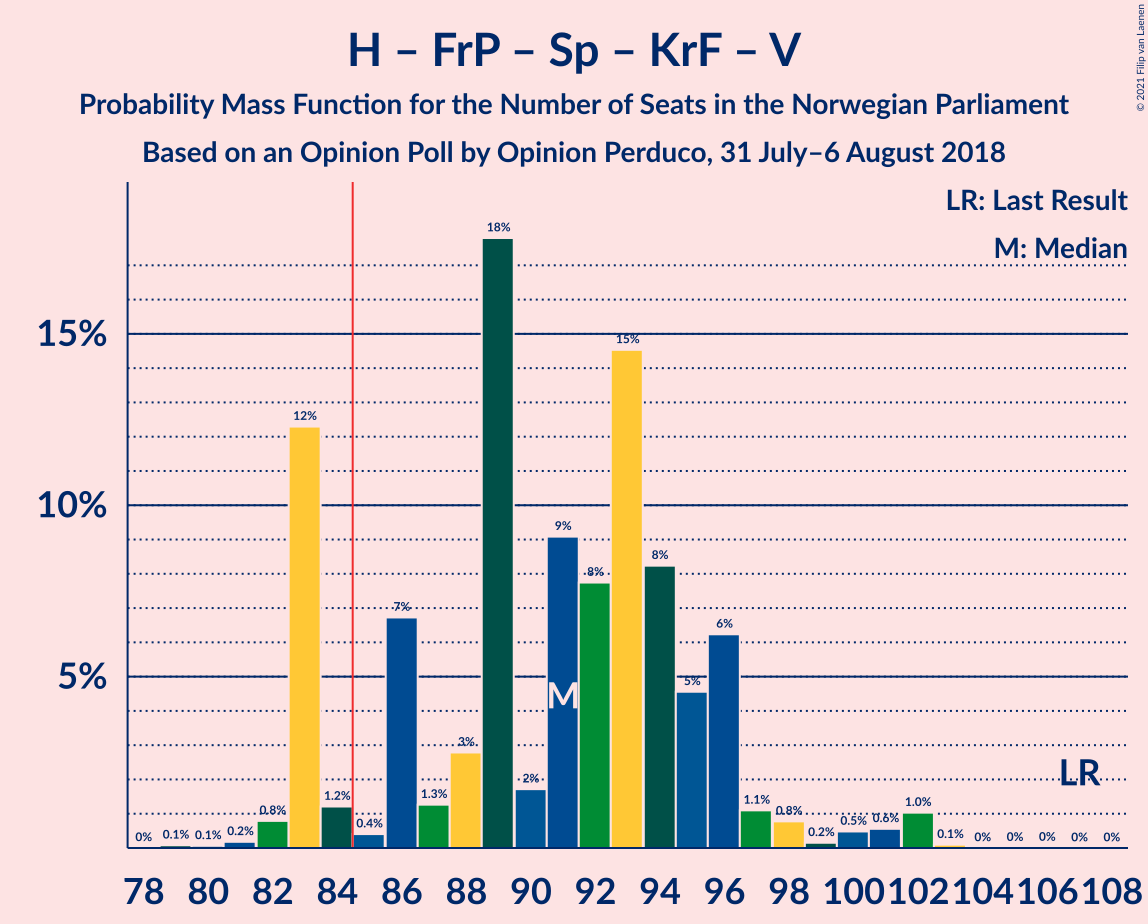 H – FrP – Sp – KrF – V
Probability Mass Function for the Number of Seats in the Norwegian Parliament
Based on an Opinion Poll by Opinion Perduco, 31 July–6 August 2018
© 2021 Filip van Laenen
LR: Last Result
M: Median
15%
10%
5%
0% 0.1% 0.1% 0.2% 0.8% 12% 1.2% 0.4% 7% 1.3% 3% 18% 2% 9% 8% 15% 8% 5% 6% 1.1% 0.8% 0.2% 0.5% 0.6% 1.0% 0.1% 0% 0% 0% 0% 0%
M
LR
78 80 82 84 86 88 90 92 94 96 98 100 102 104 106 108